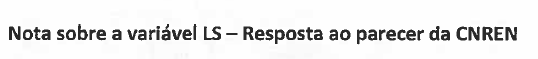 Nota sobre a variável LS – Resposta ao parecer da CNREN